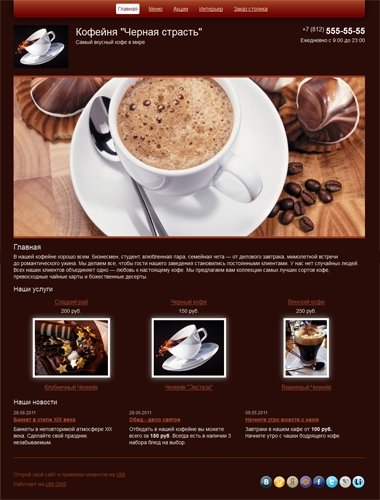 Главная Меню Акции Интерьер Заказ столика
Кофейня "Черная страсть"
Самый вкусный кофе в мире
+7 (812) 555-55-55
Ежедневно с 9:00 до 23:00
Главная
В нашей кофейне хорошо всем. Бизнесмен, студент, влюбленная пара, семейная чета — от делового завтрака, мимолетной встречи
до романтического ужина. Мы делаем все, чтобы гости нашего заведения становились постоянными клиентами. У нас нет случайных людей.
Всех наших клиентов объединяет одно — любовь к настоящему кофе. Мы предлагаем вам коллекции самых лучших сортов кофе,
превосходные чайные карты и божественные десерты.
Наши услуги
Сладкий рай Черный кофе Венский кофе
200 руб. 150 руб. 250 руб.
Клубничный Чизкейк Чизкейк "Экстази" Вишневый Чизкейк
Наши новости
28.05.2011
Банкет в стиле XIX века
Банкеты в неповторимой атмосфере XIX
века. Сделайте свой праздник
незабываемым
Обед - дело святое
Отобедать в нашей кофейне вы можете
всего за 150 руб. Всегда есть в наличии 3
набора блюд на выбор
09.05.2011
Начните утро вместе с нами
Завтраки в нашем кафе от 100 руб.
Начните утро с чашки бодрящего кофе.
Открой свой сайт и привлеки клиентов на UMI
Работает на UMI.CMS